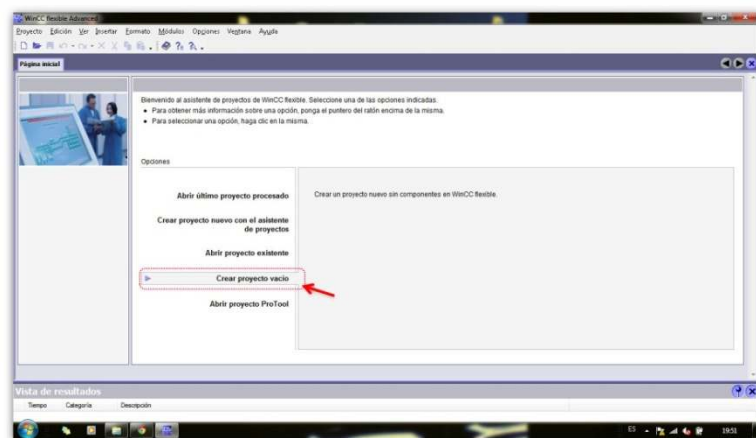 WinCC flexible Advanced
Proyecto Edición Ver Insertar Formato Módulos Opciones Ventana Ayuda
Página inicial
Bienvenido al asistente de proyectos de WinCC flexible. Seleccione una de las opciones indicadas.
• Para obtener más información sobre una opción, ponga el puntero del ratón encima de la misma.
• Para seleccionar una opción, haga clic en la misma.
Opciones
Abrir último proyecto procesado
Crear un proyecto nuevo sin componentes en WinCC flexible.
Crear proyecto nuevo con el asistente
de proyectos
Abrir proyecto existente
Crear proyecto vacío
Abrir proyecto ProTool
Vista de resultados
Tiempo Categoría Descripción
ES 19:51